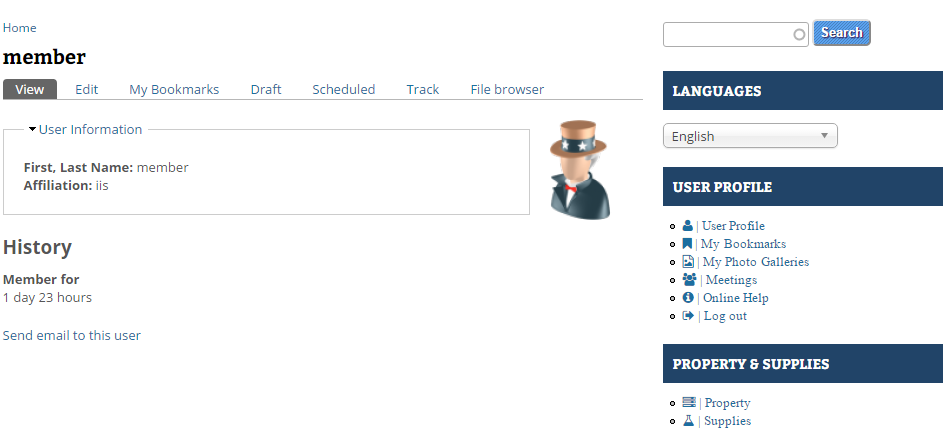 Home
member
View Edit My Bookmarks Draft Scheduled Track File browser
User Information
First, Last Name: member
Affiliation: iis
History
Member for
1 day 23 hours
Send email to this user
Search
LANGUAGES
English
USER PROFILE
| User Profile
| My Bookmarks
| My Photo Galleries
| Meetings
| Online Help
| Log out
PROPERTY & SUPPLIES
| Property
| Supplies